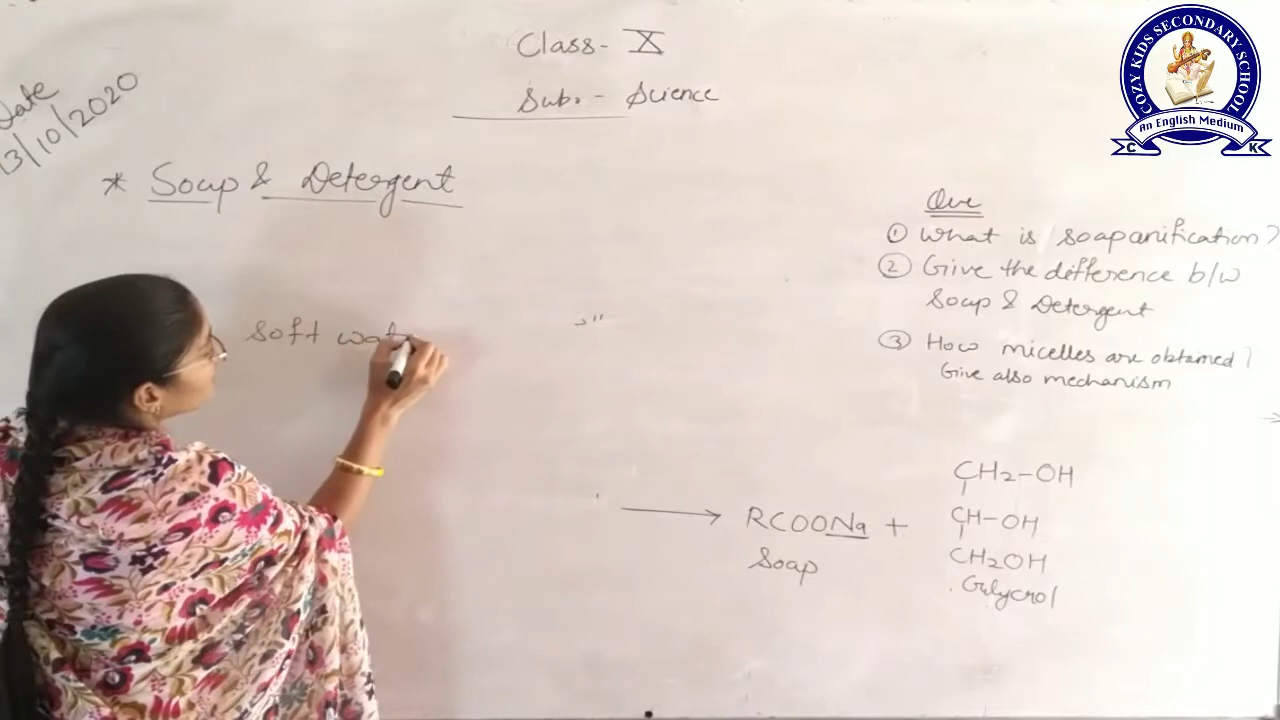 Class- X
Sub:- Science
Date
13/10/2020
* Soap & Detergent
Soft wat
Que
① What is soapanification?
② Give the difference b/w
Soap & Detergent
③ How micelles are obtained?
Give also mechanism
CH2-OH
→ RCOONa + CH-OH
CH2OH
Soap
Gulycrol
COZY KIDS SECONDARY SCHOOL
An English Medium
C K